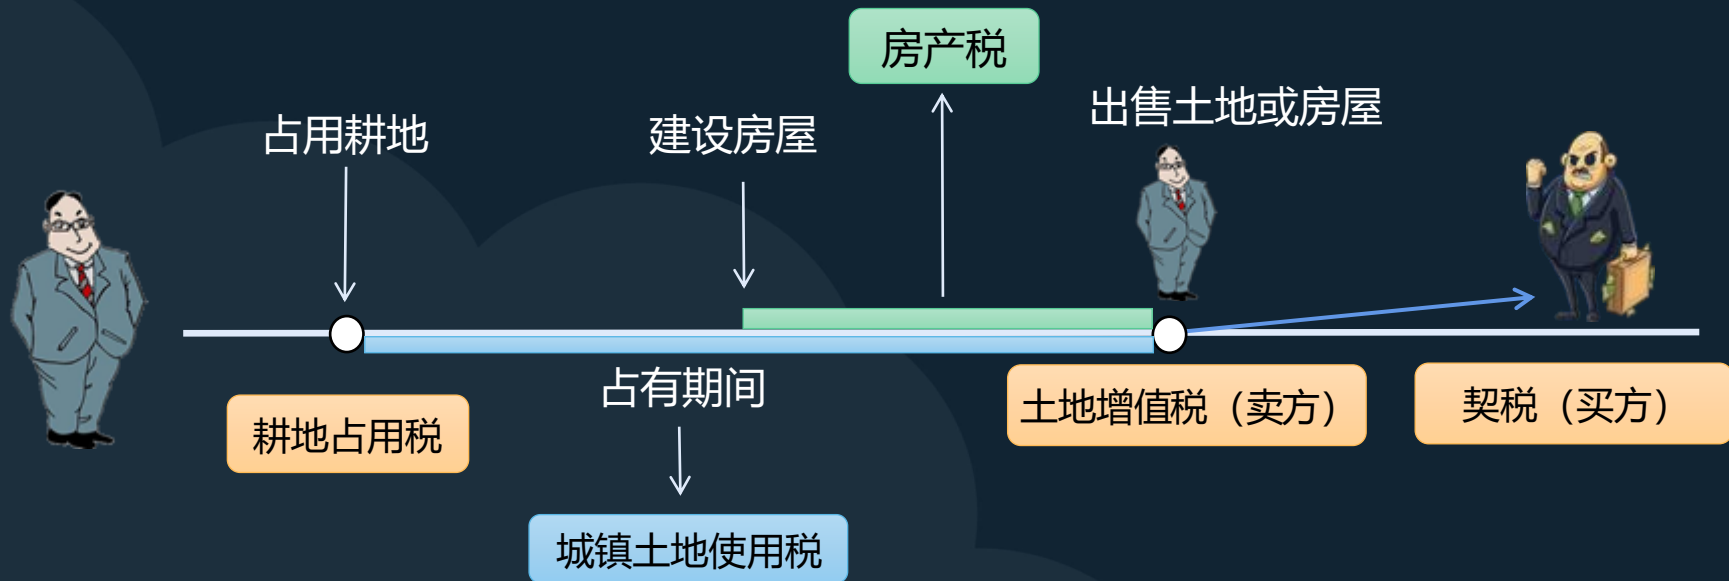 房产税
出售土地或房屋
占用耕地
建设房屋
占有期间
土地增值税（卖方）
契税（买方）
耕地占用税
城镇土地使用税